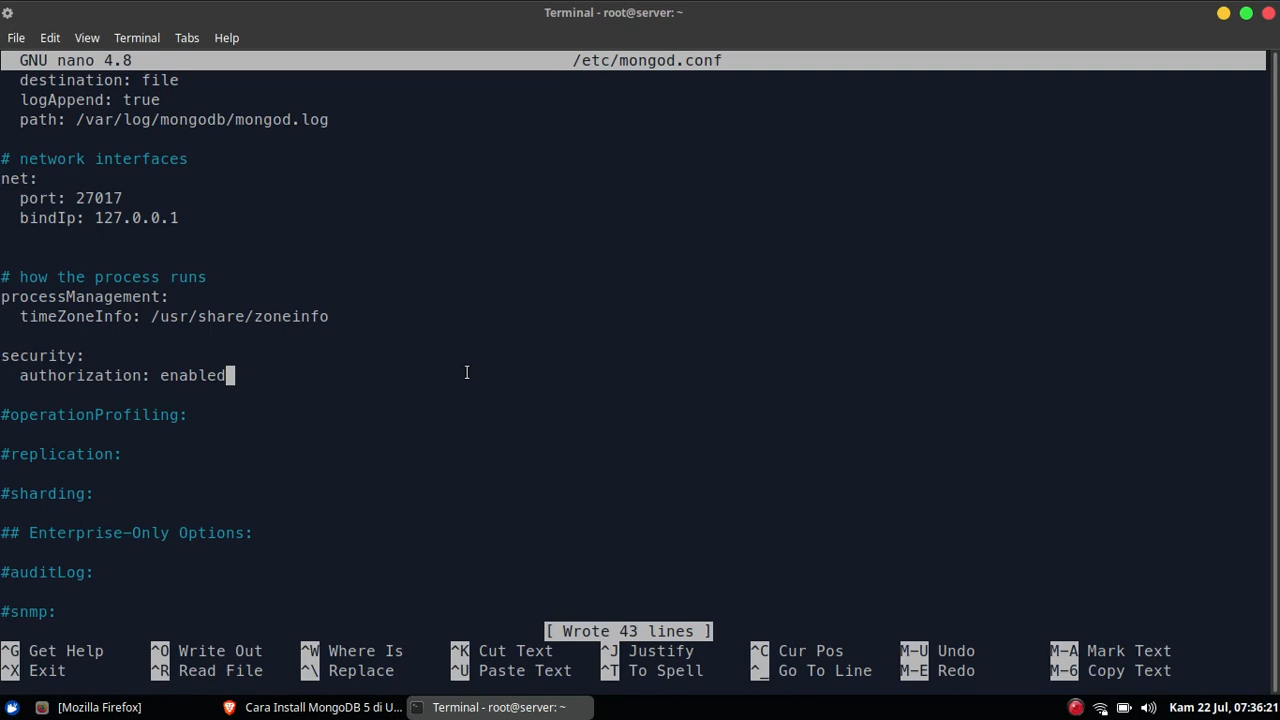 Terminal - root@server: ~
File Edit View Terminal Tabs Help
GNU nano 4.8 /etc/mongod.conf
destination: file
logAppend: true
path: /var/log/mongodb/mongod.log
# network interfaces
net:
port: 27017
bindIp: 127.0.0.1
# how the process runs
processManagement:
timeZoneInfo: /usr/share/zoneinfo
security:
authorization: enabled
#operationProfiling:
#replication:
#sharding:
## Enterprise-Only Options:
#auditLog:
#snmp:
[ Wrote 43 lines ]
^G Get Help ^O Write Out ^W Where Is ^K Cut Text ^J Justify ^C Cur Pos M-U Undo M-A Mark Text
^X Exit ^R Read File ^\ Replace ^U Paste Text ^T To Spell ^_ Go To Line M-E Redo M-6 Copy Text
[Mozilla Firefox] Cara Install MongoDB 5 di U... Terminal - root@server: ~ Kam 22 Jul, 07:36:21